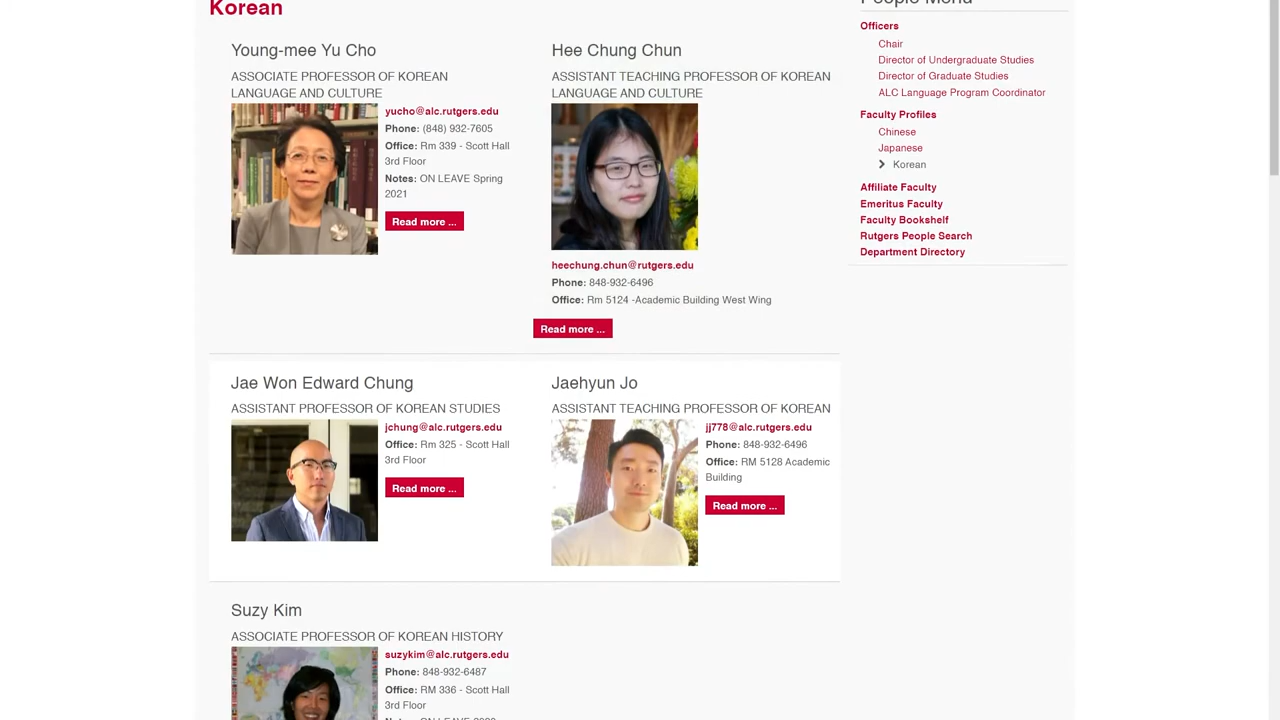 Korean
Young-mee Yu Cho
ASSOCIATE PROFESSOR OF KOREAN
LANGUAGE AND CULTURE
yucho@alc.rutgers.edu
Phone: (848) 932-7605
Office: Rm 339 - Scott Hall
3rd Floor
Notes: ON LEAVE Spring
2021
Read more ...
Hee Chung Chun
ASSISTANT TEACHING PROFESSOR OF KOREAN
LANGUAGE AND CULTURE
heechung.chun@rutgers.edu
Phone: 848-932-6496
Office: Rm 5124 -Academic Building West Wing
Read more ...
Jae Won Edward Chung
ASSISTANT PROFESSOR OF KOREAN STUDIES
jchung@alc.rutgers.edu
Office: Rm 325 - Scott Hall
3rd Floor
Read more ...
Jaehyun Jo
ASSISTANT TEACHING PROFESSOR OF KOREAN
jj778@alc.rutgers.edu
Phone: 848-932-6496
Office: RM 5128 Academic
Building
Read more ...
Suzy Kim
ASSOCIATE PROFESSOR OF KOREAN HISTORY
suzykim@alc.rutgers.edu
Phone: 848-932-6487
Office: RM 336 - Scott Hall
3rd Floor
People Menu
Officers
Chair
Director of Undergraduate Studies
Director of Graduate Studies
ALC Language Program Coordinator
Faculty Profiles
Chinese
Japanese
Korean
Affiliate Faculty
Emeritus Faculty
Faculty Bookshelf
Rutgers People Search
Department Directory